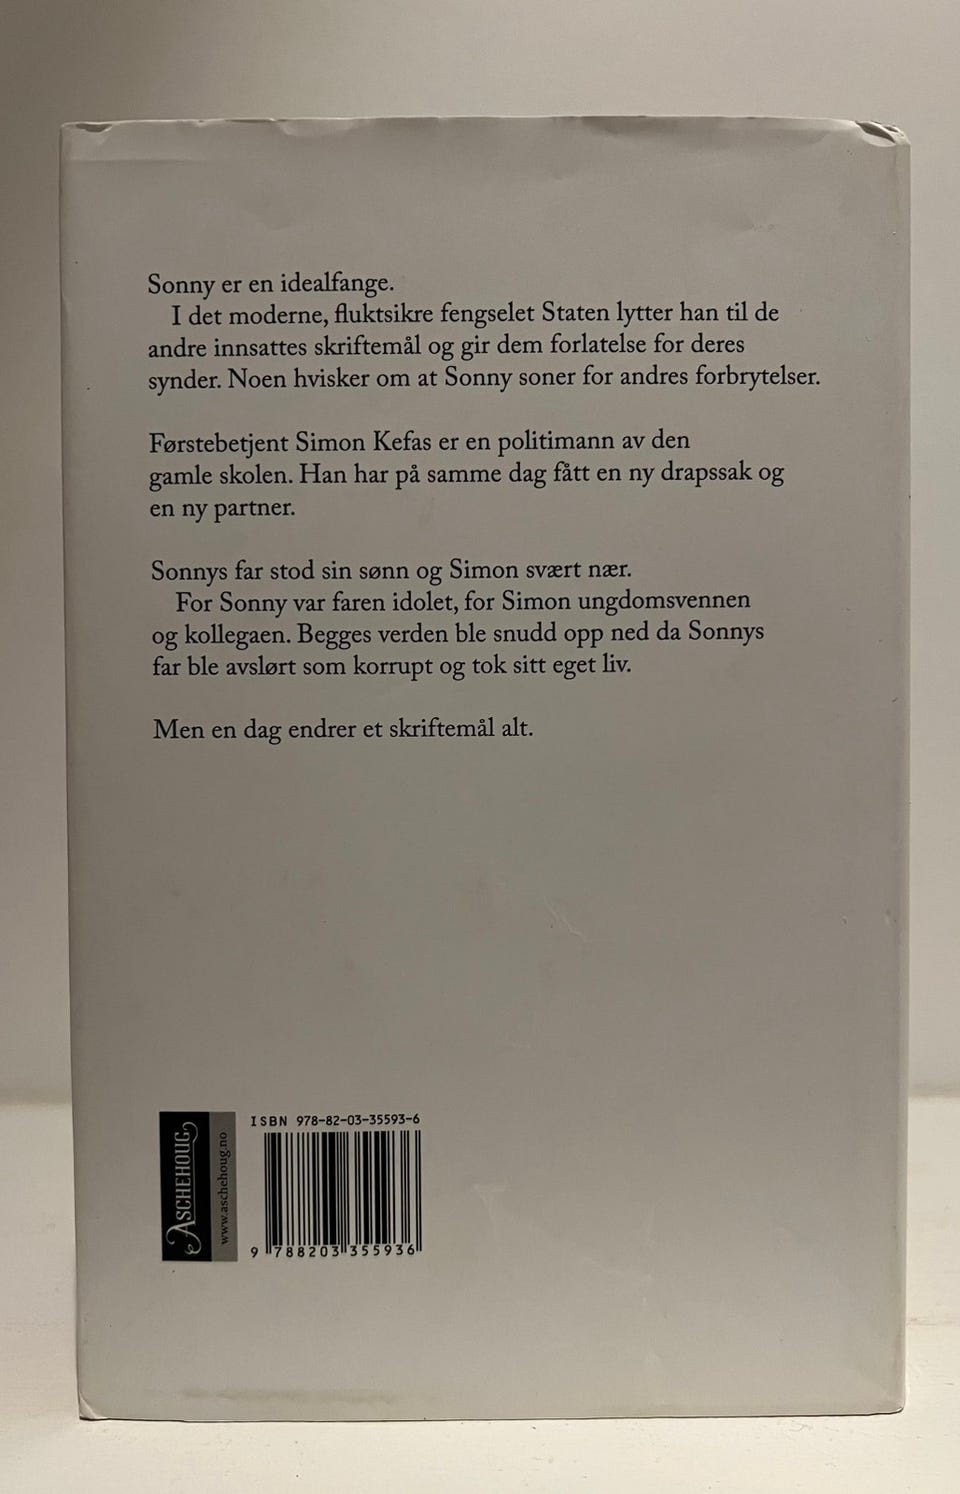 Sonny er en idealfange.
I det moderne, fluktsikre fengselet Staten lytter han til de
andre innsattes skriftemål og gir dem forlatelse for deres
synder. Noen hvisker om at Sonny soner for andres forbrytelser.
Førstebetjent Simon Kefas er en politimann av den
gamle skolen. Han har på samme dag fått en ny drapssak og
en ny partner.
Sonnys far stod sin sønn og Simon svært nær.
For Sonny var faren idolet, for Simon ungdomsvennen
og kollegaen. Begges verden ble snudd opp ned da Sonnys
far ble avslørt som korrupt og tok sitt eget liv.
Men en dag endrer et skriftemål alt.
ASCHEHOUG
www.aschehoug.no
ISBN 978-82-03-35593-6
9 788203 355936